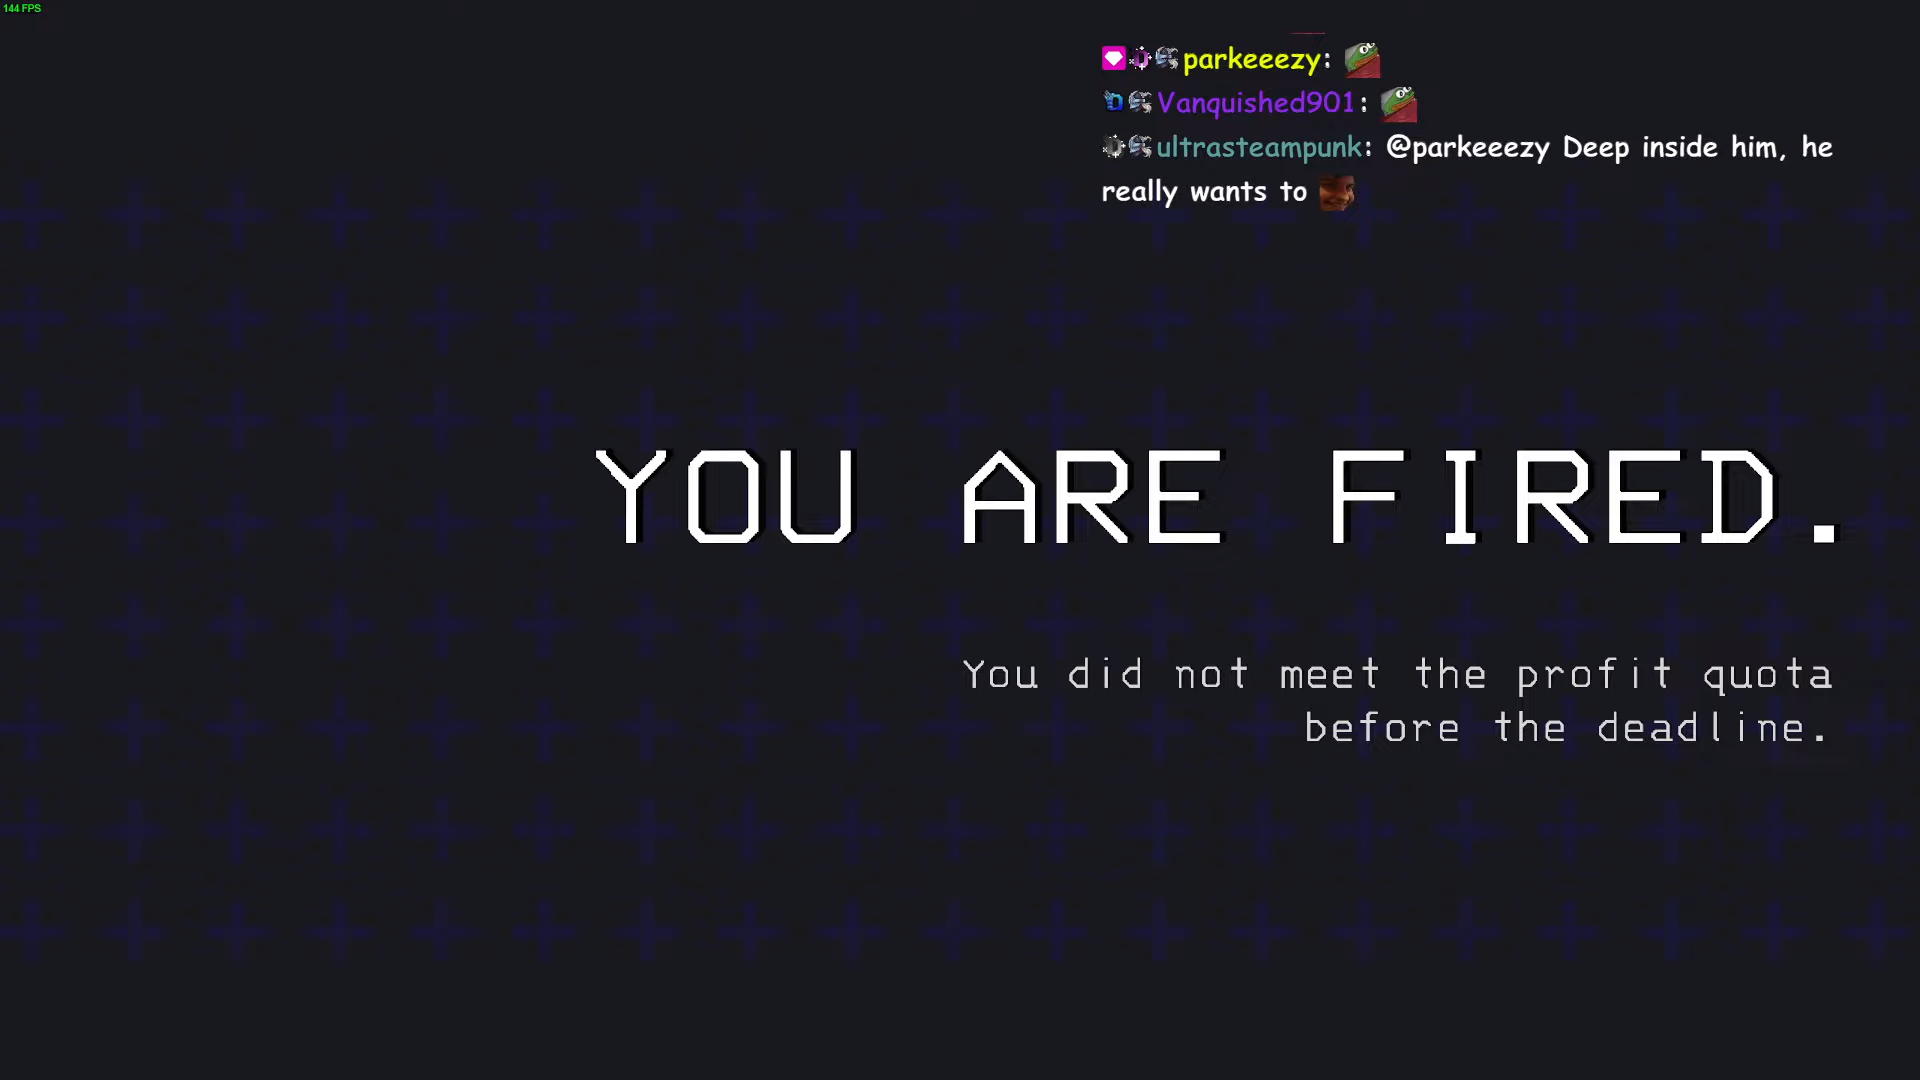 144 FPS
parkeeezy:
Vanquished901:
ultrasteampunk: @parkeeezy Deep inside him, he
really wants to
YOU ARE FIRED.
You did not meet the profit quota
before the deadline.